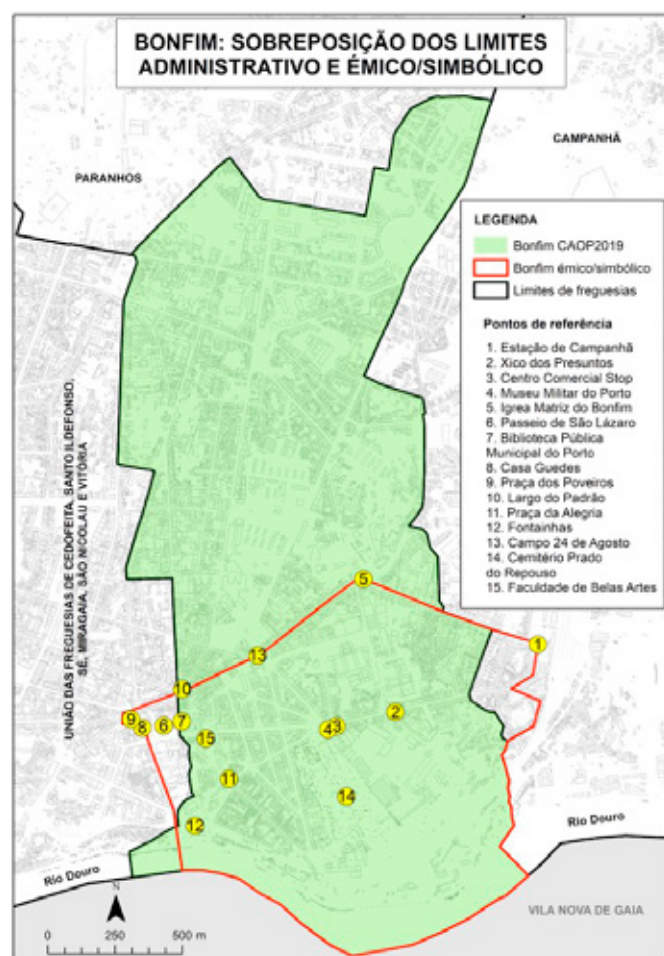 BONFIM: SOBREPOSIÇÃO DOS LIMITES
ADMINISTRATIVO E ÉMICO/SIMBÓLICO
PARANHOS
CAMPANHÃ
LEGENDA
Bonfim CAOP2019
Bonfim émico/simbólico
Limites de freguesias
Pontos de referência
1. Estação de Campanhã
2. Xico dos Presuntos
3. Centro Comercial Stop
4. Museu Militar do Porto
5. Igrea Matriz do Bonfim
6. Passeio de São Lázaro
7. Biblioteca Pública
Municipal do Porto
8. Casa Guedes
9. Praça dos Poveiros
10. Largo do Padrão
11. Praça da Alegria
12. Fontainhas
13. Campo 24 de Agosto
14. Cemitério Prado
do Repouso
15. Faculdade de Belas Artes
UNIÃO DAS FREGUESIAS DE CEDOFEITA, SANTO ILDEFONSO,
SÉ, MIRAGAIA, SÃO NICOLAU E VITÓRIA
5
1
13
10
9
8
6
7
15
4
3
2
11
14
12
Rio Douro
Rio Douro
N
VILA NOVA DE GAIA
0 250 500 m